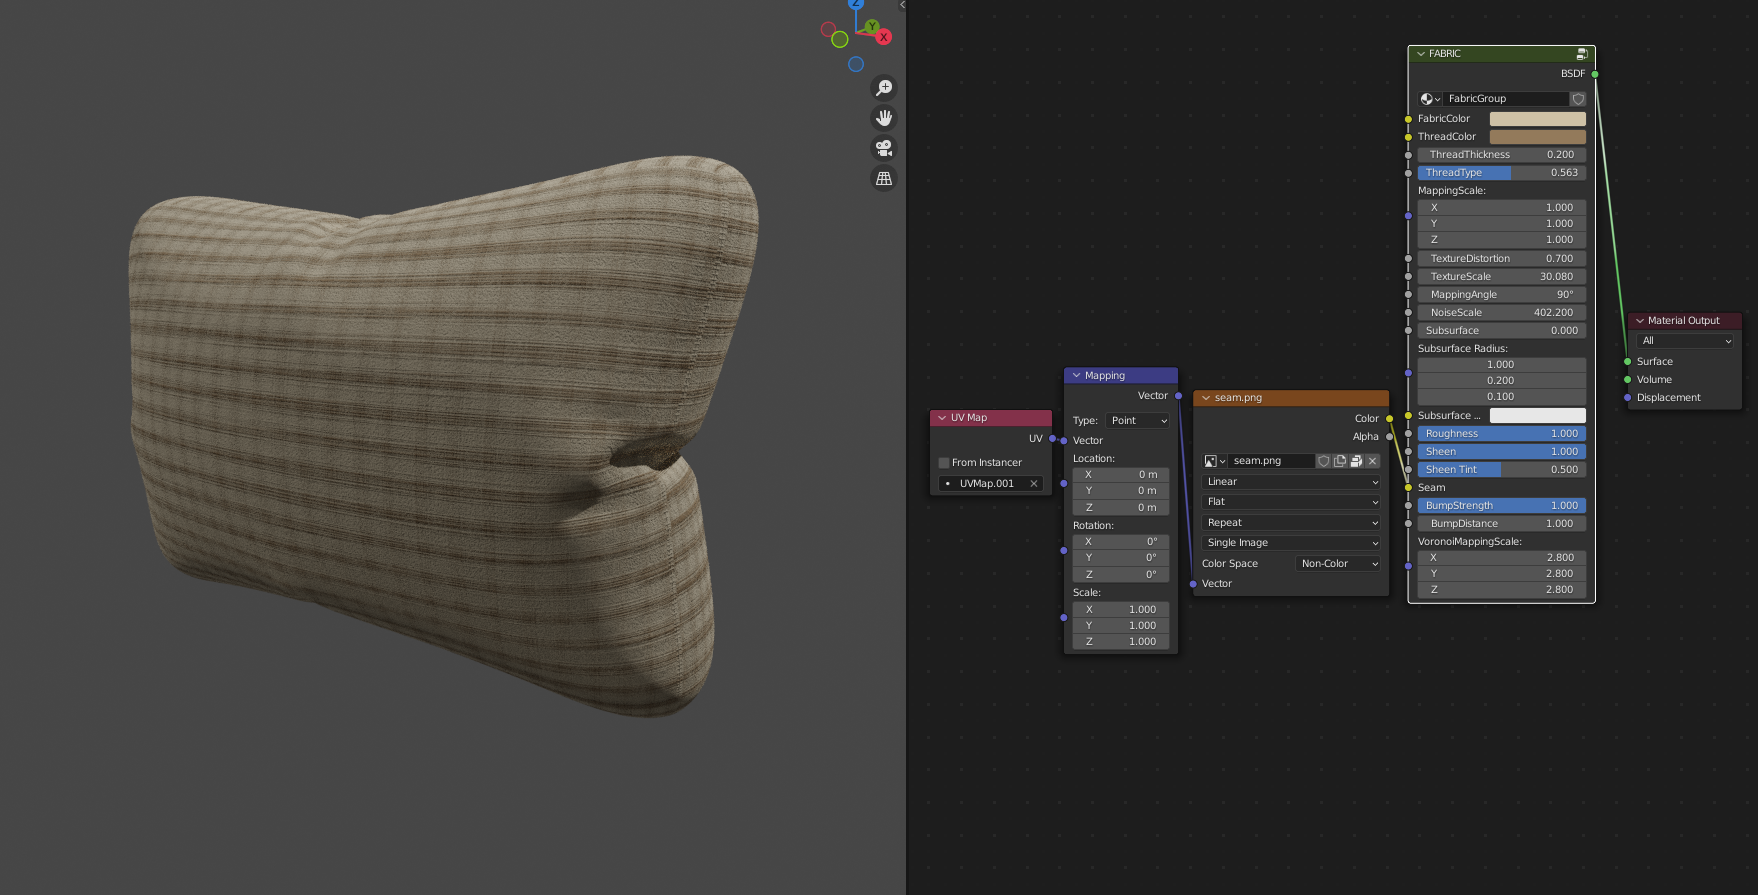 Z
Y
X
UV Map
UV
From Instancer
UVMap.001
Mapping
Vector
Type: Point
Vector
Location:
X 0 m
Y 0 m
Z 0 m
Rotation:
X 0°
Y 0°
Z 0°
Scale:
X 1.000
Y 1.000
Z 1.000
seam.png
Color
Alpha
seam.png
Linear
Flat
Repeat
Single Image
Color Space Non-Color
Vector
FABRIC
BSDF
FabricGroup
FabricColor
ThreadColor
ThreadThickness 0.200
ThreadType 0.563
MappingScale:
X 1.000
Y 1.000
Z 1.000
TextureDistortion 0.700
TextureScale 30.080
MappingAngle 90°
NoiseScale 402.200
Subsurface 0.000
Subsurface Radius:
1.000
0.200
0.100
Subsurface ...
Roughness 1.000
Sheen 1.000
Sheen Tint 0.500
Seam
BumpStrength 1.000
BumpDistance 1.000
VoronoiMappingScale:
X 2.800
Y 2.800
Z 2.800
Material Output
All
Surface
Volume
Displacement